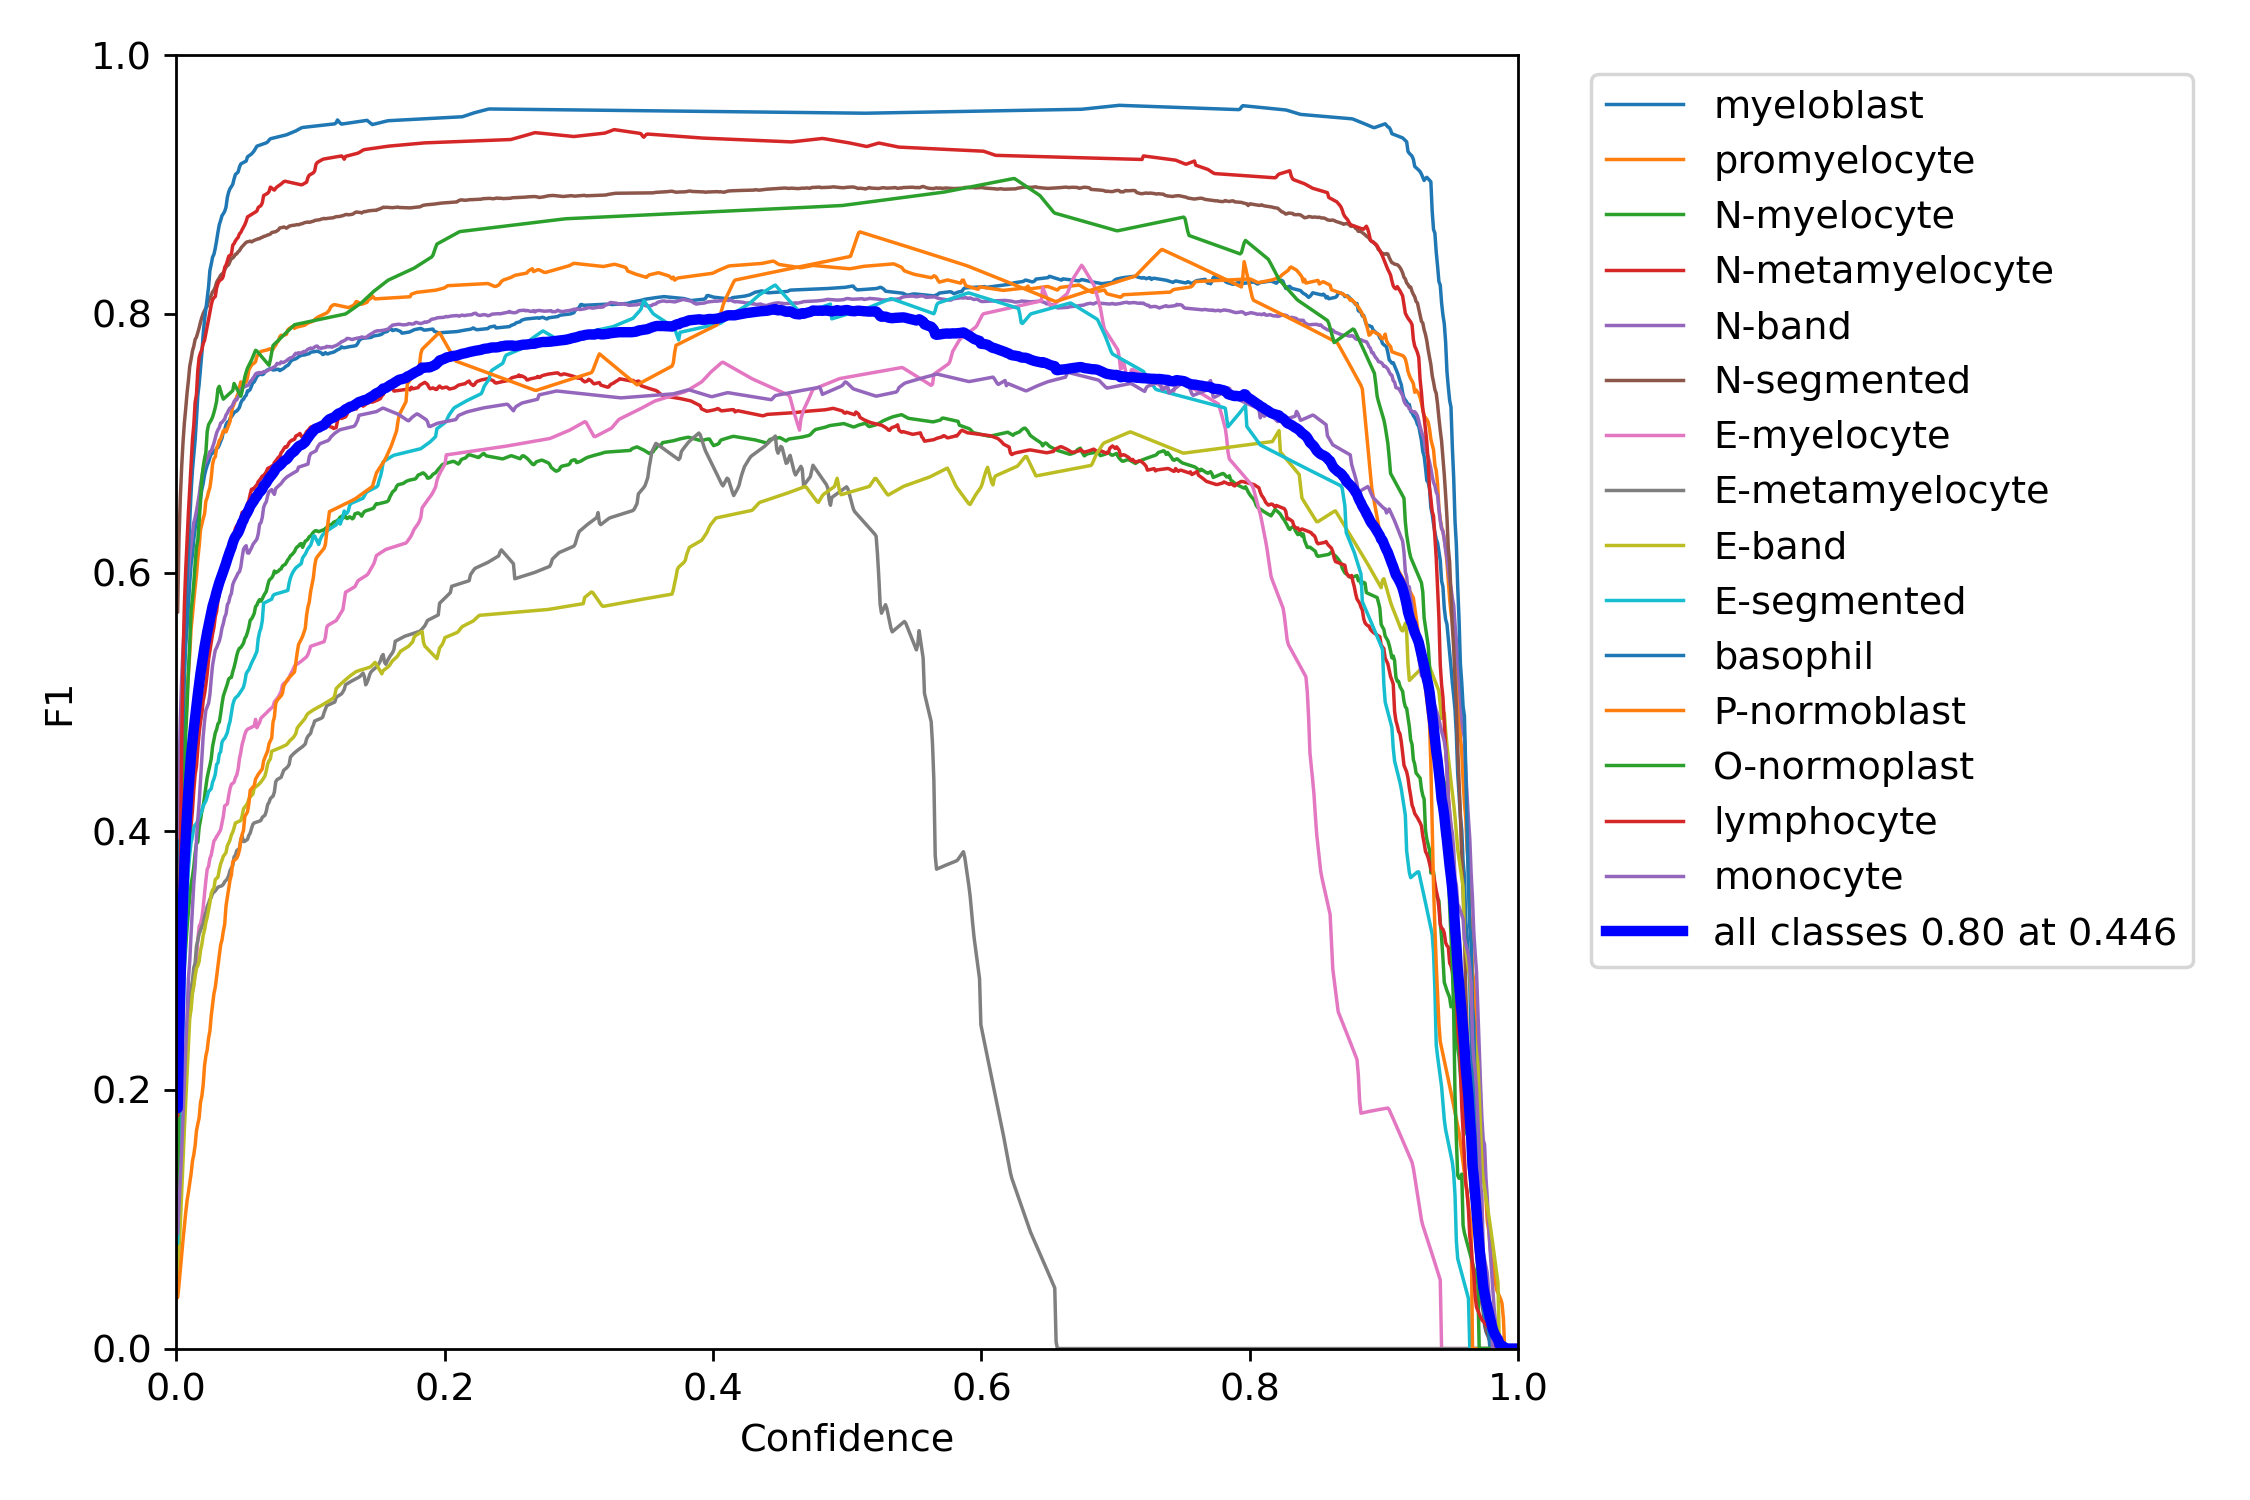 1.0
0.8
0.6
0.4
0.2
0.0
F1
0.0 0.2 0.4 0.6 0.8 1.0
Confidence
myeloblast
promyelocyte
N-myelocyte
N-metamyelocyte
N-band
N-segmented
E-myelocyte
E-metamyelocyte
E-band
E-segmented
basophil
P-normoblast
O-normoplast
lymphocyte
monocyte
all classes 0.80 at 0.446